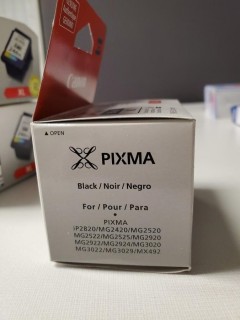 XL
▲ OPEN
PIXMA
Black / Noir / Negro
For / Pour / Para
•
PIXMA
iP2820/MG2420/MG2520
MG2522/MG2525/MG2920
MG2922/MG2924/MG3020
MG3022/MG3029/MX492